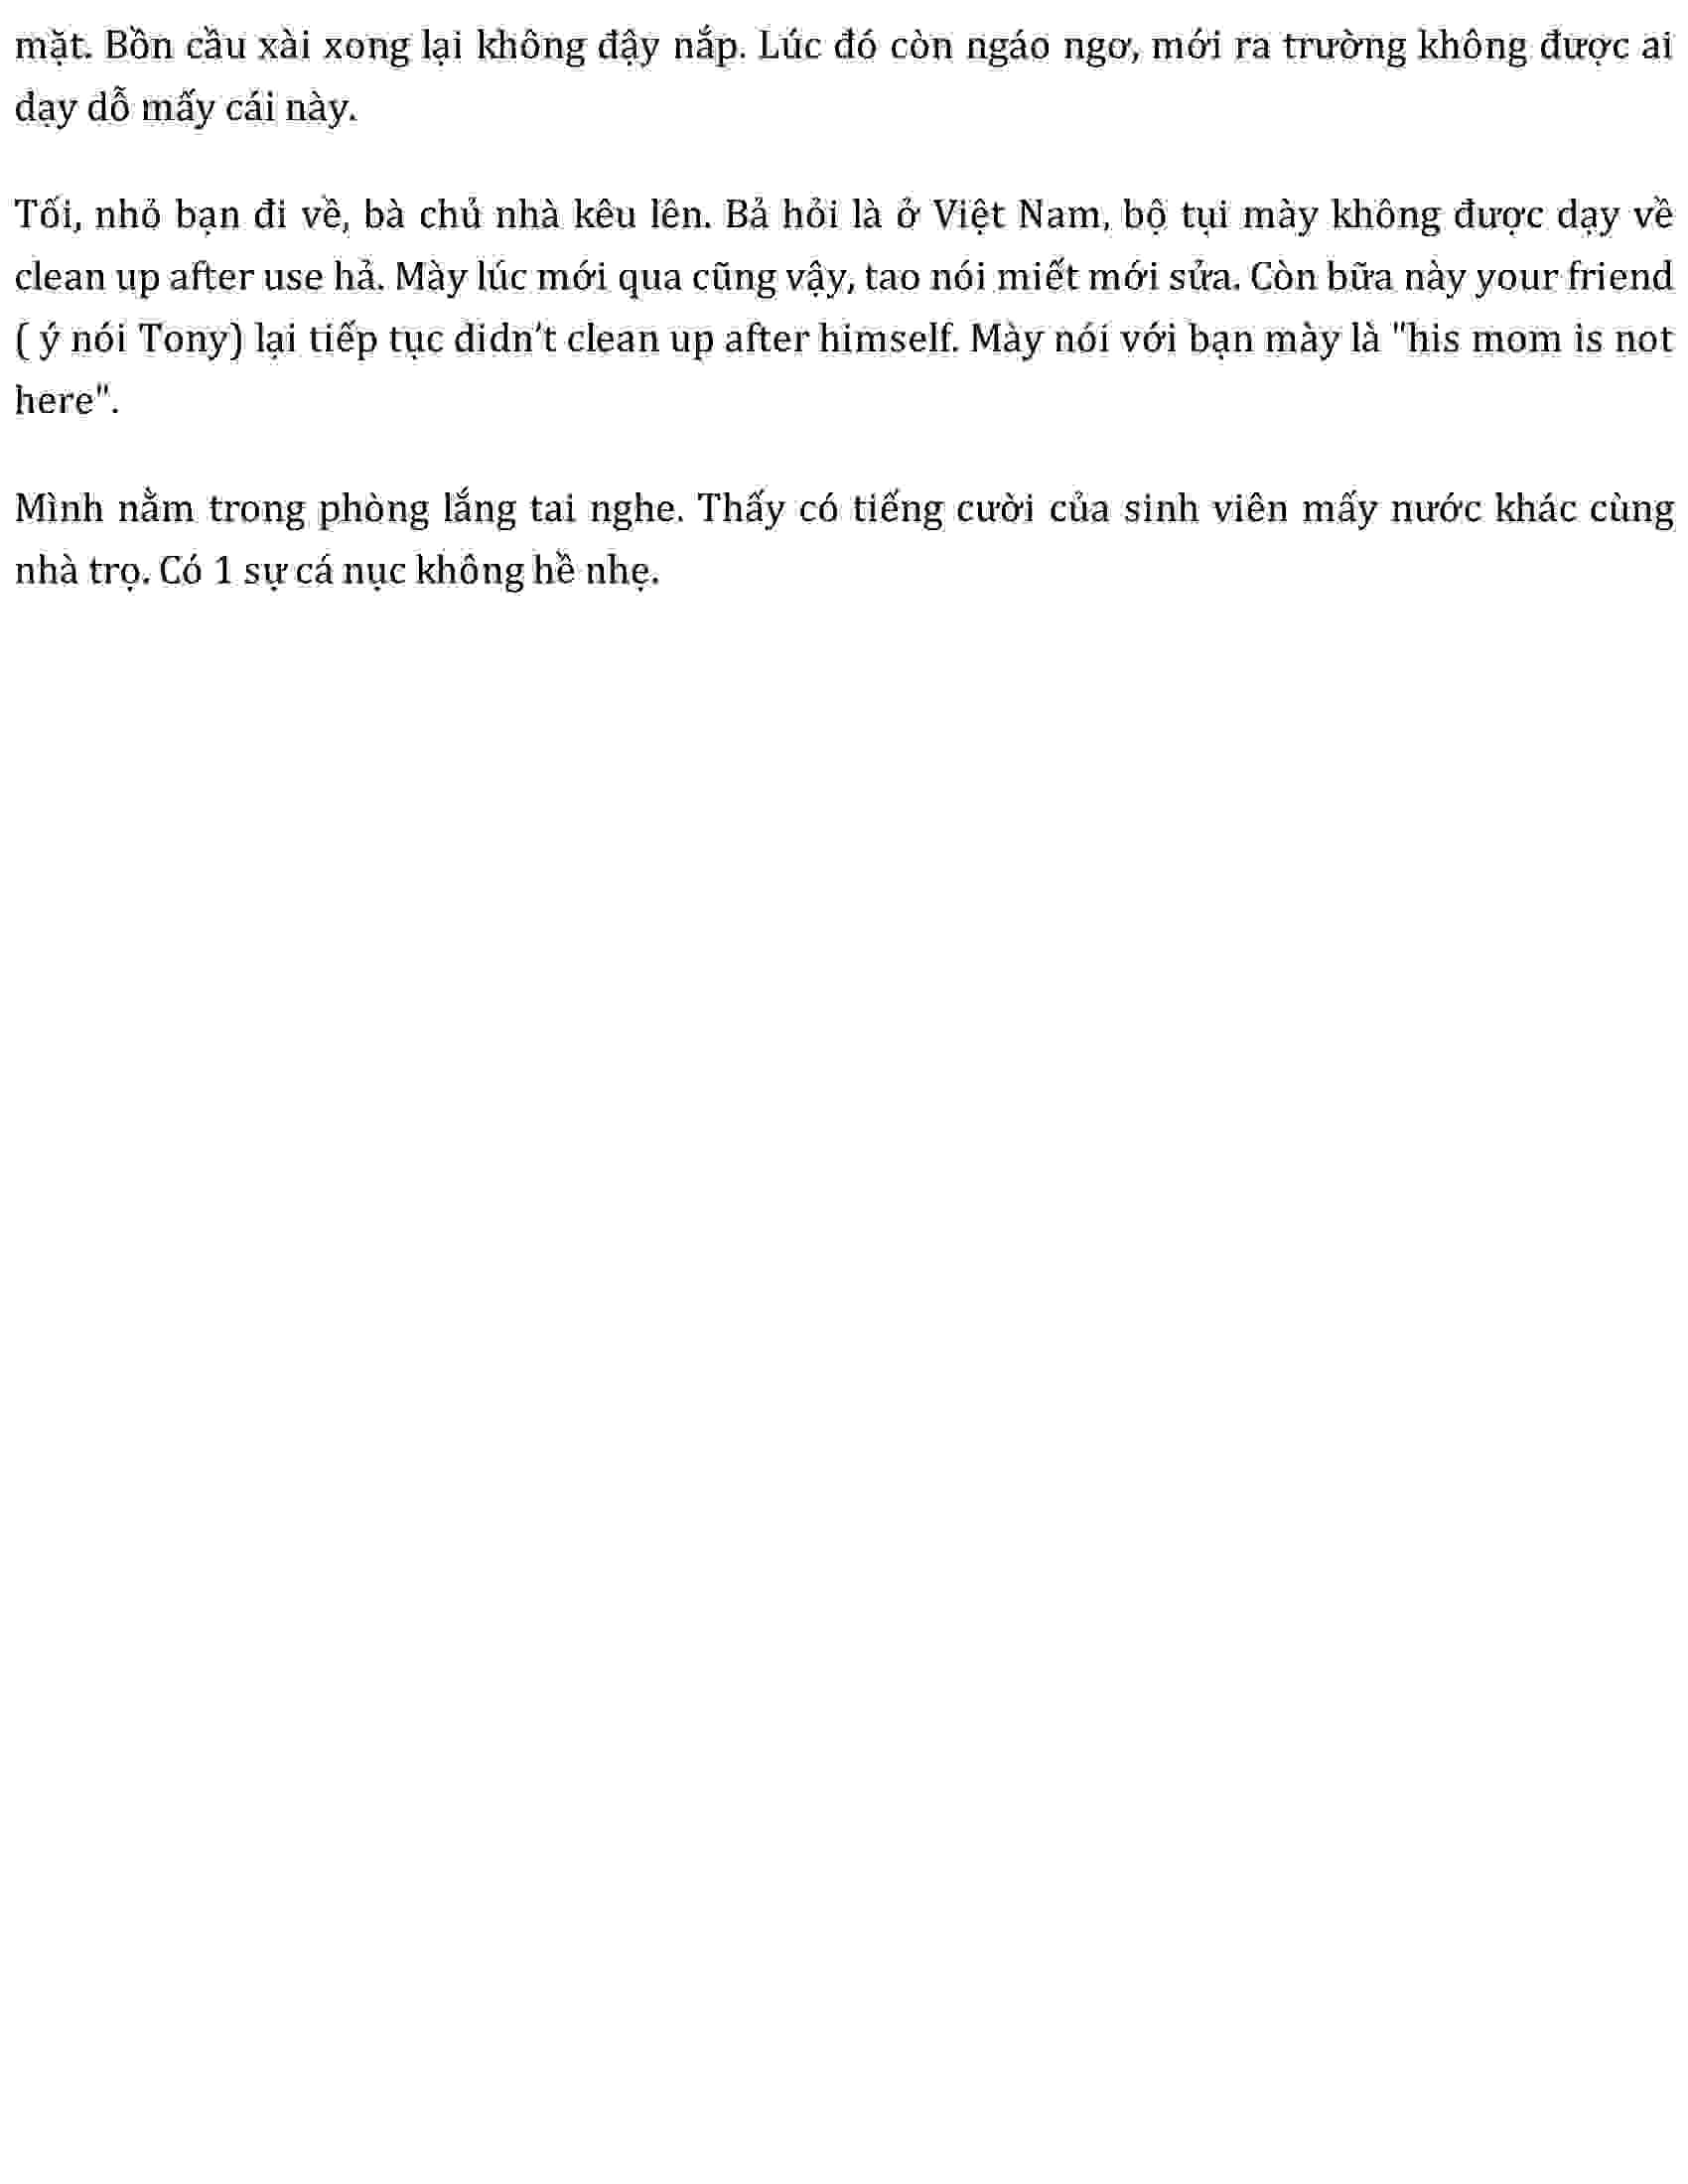 mặt. Bồn cầu xài xong lại không đậy nắp. Lúc đó còn ngáo ngơ, mới ra trường không được ai
dạy dỗ mấy cái này.
Tối, nhỏ bạn đi về, bà chủ nhà kêu lên. Bả hỏi là ở Việt Nam, bộ tụi mày không được dạy về
clean up after use hả. Mày lúc mới qua cũng vậy, tao nói miết mới sửa. Còn bữa này your friend
( ý nói Tony) lại tiếp tục didn't clean up after himself. Mày nói với bạn mày là "his mom is not
here".
Mình nằm trong phòng lắng tai nghe. Thấy có tiếng cười của sinh viên mấy nước khác cùng
nhà trọ. Có 1 sự cá nục không hề nhẹ.